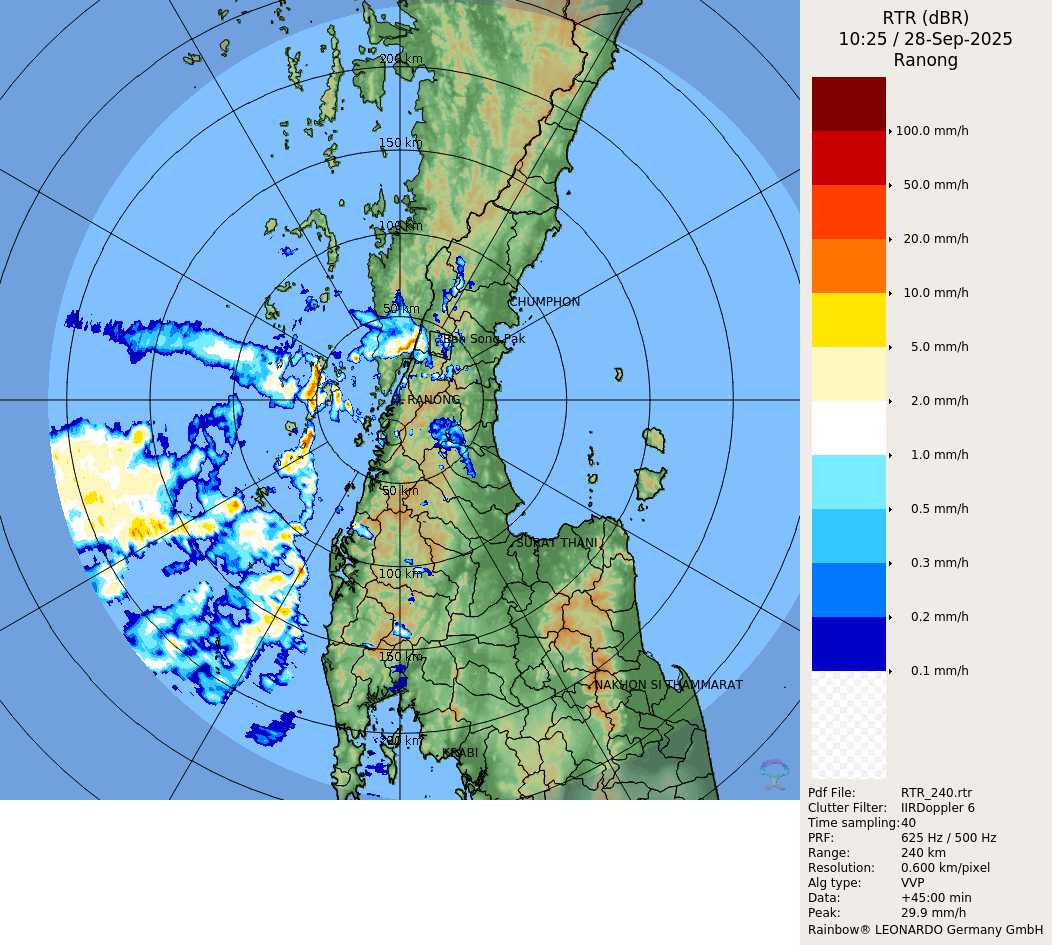 RTR (dBR)
10:25 / 28-Sep-2025
Ranong
100.0 mm/h
50.0 mm/h
20.0 mm/h
10.0 mm/h
5.0 mm/h
2.0 mm/h
1.0 mm/h
0.5 mm/h
0.3 mm/h
0.2 mm/h
0.1 mm/h
200 km
150 km
100 km
50 km
CHUMPHON
Ban Song Pak
RANONG
50 km
SURAT THANI
100 km
150 km
NAKHON SI THAMMARAT
200 km
KRABI
Pdf File: RTR_240.rtr
Clutter Filter: IIRDoppler 6
Time sampling: 40
PRF: 625 Hz / 500 Hz
Range: 240 km
Resolution: 0.600 km/pixel
Alg type: VVP
Data: +45:00 min
Peak: 29.9 mm/h
Rainbow® LEONARDO Germany GmbH